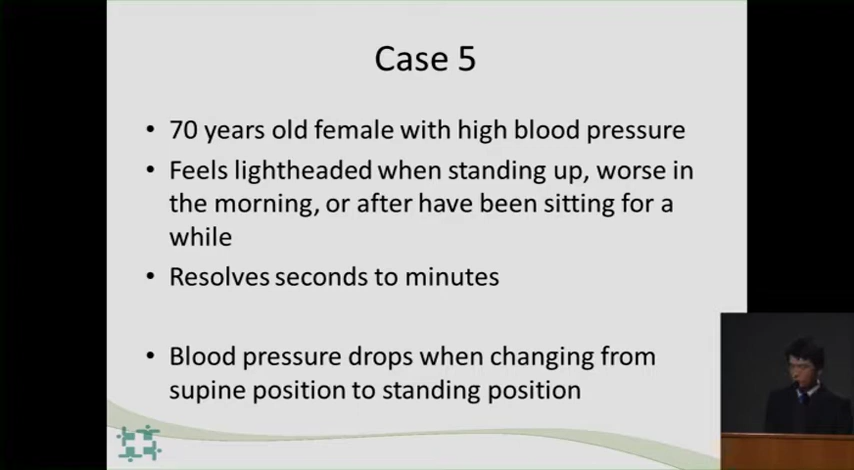 Case 5
• 70 years old female with high blood pressure
• Feels lightheaded when standing up, worse in
the morning, or after have been sitting for a
while
• Resolves seconds to minutes
• Blood pressure drops when changing from
supine position to standing position